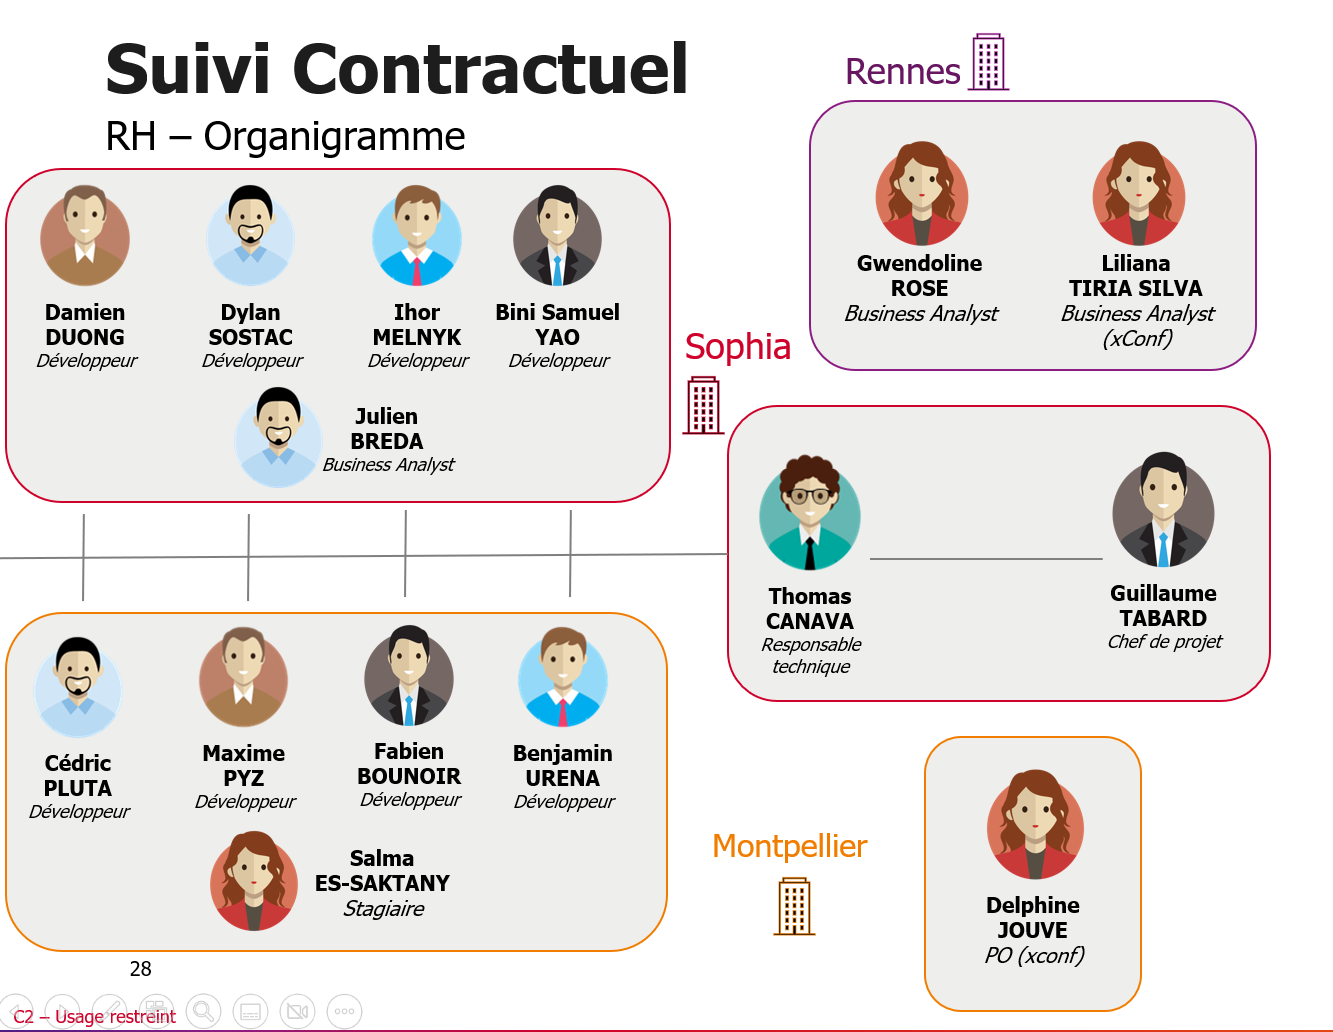 Suivi Contractuel
RH – Organigramme
Rennes
Gwendoline
ROSE
Business Analyst
Liliana
TIRIA SILVA
Business Analyst
(xConf)
Damien
DUONG
Développeur
Dylan
SOSTAC
Développeur
Ihor
MELNYK
Développeur
Bini Samuel
YAO
Développeur
Julien
BREDA
Business Analyst
Sophia
Thomas
CANAVA
Responsable
technique
Guillaume
TABARD
Chef de projet
Cédric
PLUTA
Développeur
Maxime
PYZ
Développeur
Fabien
BOUNOIR
Développeur
Benjamin
URENA
Développeur
Salma
ES-SAKTANY
Stagiaire
Montpellier
Delphine
JOUVE
PO (xconf)
28
C2 – Usage restreint